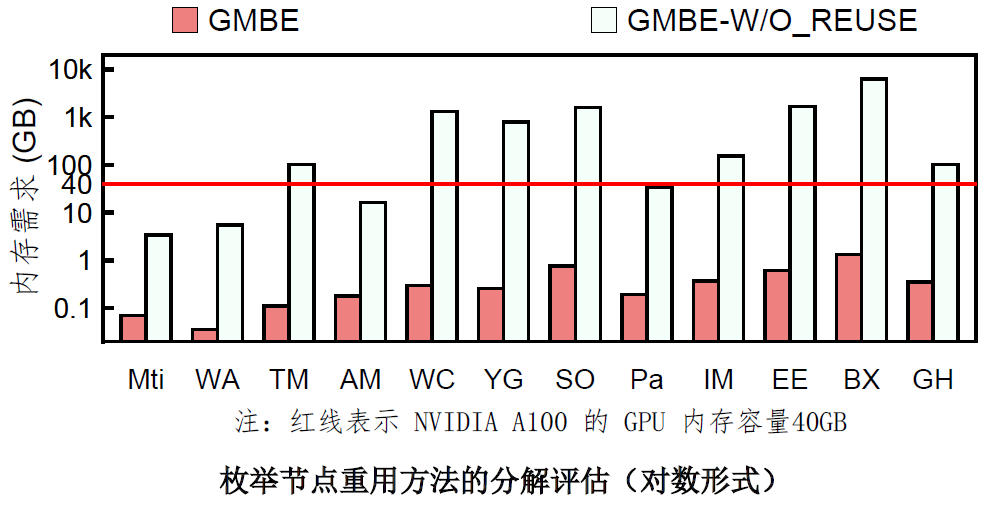 GMBE GMBE-W/O_REUSE
内存需求 (GB)
10k
1k
100
40
10
1
0.1
Mti WA TM AM WC YG SO Pa IM EE BX GH
注：红线表示 NVIDIA A100 的 GPU 内存容量40GB
枚举节点重用方法的分解评估（对数形式）